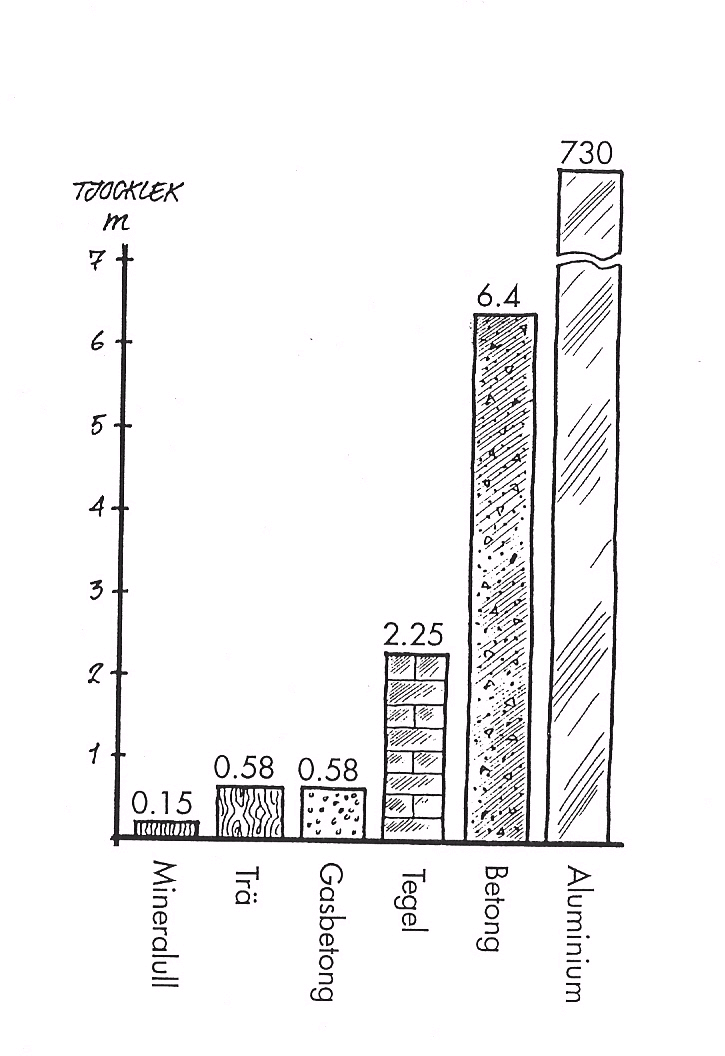 730
TJOCKLEK
m
7
6.4
6
5
4
3
2.25
2
1
0.58
0.58
0.15
Mineralull
Trä
Gasbetong
Tegel
Betong
Aluminium